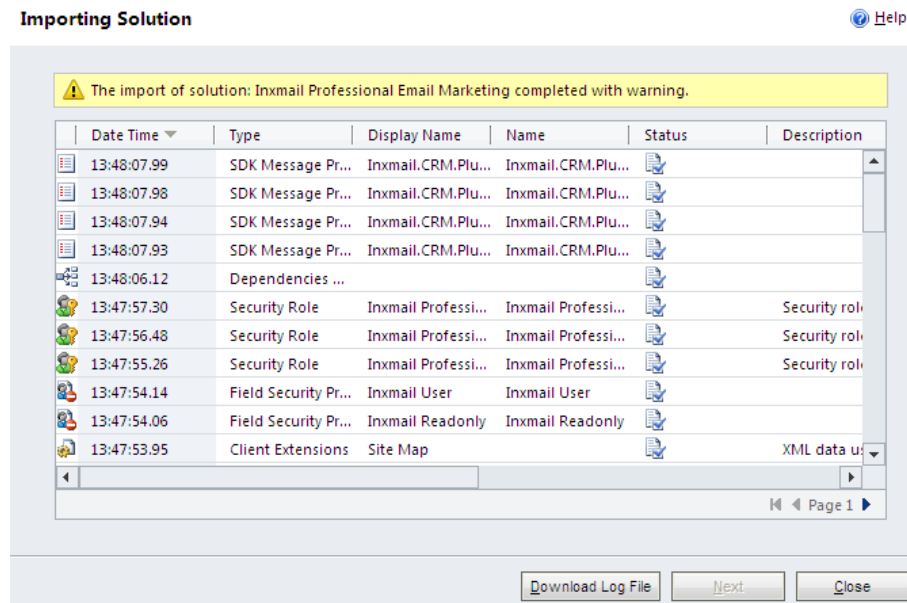 Importing Solution
Help
The import of solution: Inxmail Professional Email Marketing completed with warning.
Date Time Type Display Name Name Status Description
13:48:07.99 SDK Message Pr... Inxmail.CRM.Plu... Inxmail.CRM.Plu...
13:48:07.98 SDK Message Pr... Inxmail.CRM.Plu... Inxmail.CRM.Plu...
13:48:07.94 SDK Message Pr... Inxmail.CRM.Plu... Inxmail.CRM.Plu...
13:48:07.93 SDK Message Pr... Inxmail.CRM.Plu... Inxmail.CRM.Plu...
13:48:06.12 Dependencies ...
13:47:57.30 Security Role Inxmail Professi... Inxmail Professi... Security role
13:47:56.48 Security Role Inxmail Professi... Inxmail Professi... Security role
13:47:55.26 Security Role Inxmail Professi... Inxmail Professi... Security role
13:47:54.14 Field Security Pr... Inxmail User Inxmail User
13:47:54.06 Field Security Pr... Inxmail Readonly Inxmail Readonly
13:47:53.95 Client Extensions Site Map XML data us
Page 1
Download Log File Next Close